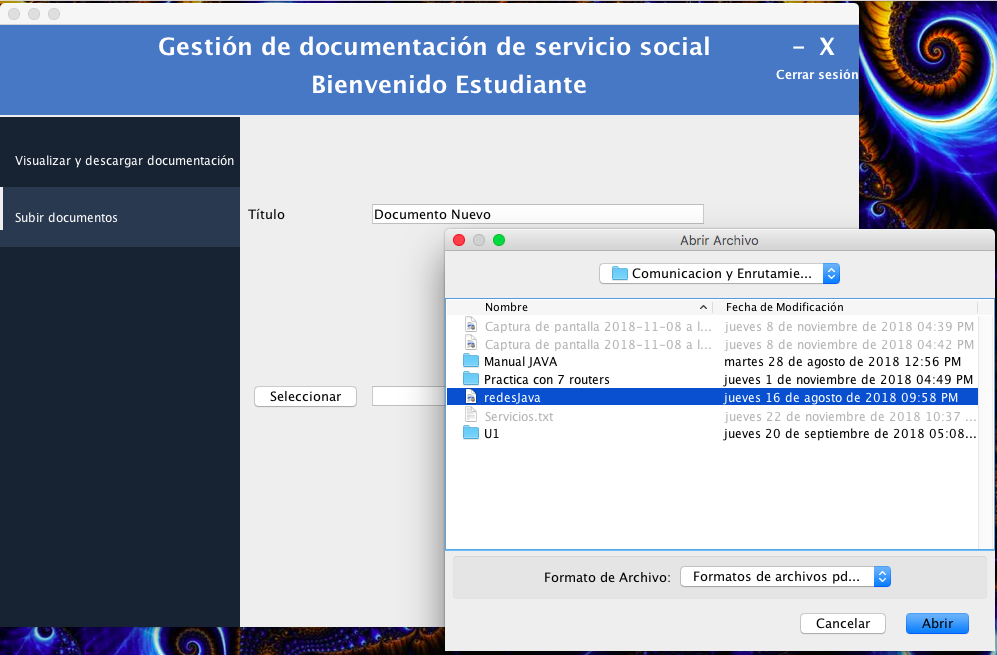 Gestión de documentación de servicio social
Bienvenido Estudiante
– X
Cerrar sesión
Visualizar y descargar documentación
Subir documentos
Título
Documento Nuevo
Seleccionar
Abrir Archivo
Comunicacion y Enrutamie...
Nombre Fecha de Modificación
Captura de pantalla 2018-11-08 a l... jueves 8 de noviembre de 2018 04:39 PM
Captura de pantalla 2018-11-08 a l... jueves 8 de noviembre de 2018 04:42 PM
Manual JAVA martes 28 de agosto de 2018 12:56 PM
Practica con 7 routers jueves 1 de noviembre de 2018 04:49 PM
redesJava jueves 16 de agosto de 2018 09:58 PM
Servicios.txt jueves 22 de noviembre de 2018 10:37 ...
U1 jueves 20 de septiembre de 2018 05:08...
Formato de Archivo: Formatos de archivos pd...
Cancelar Abrir